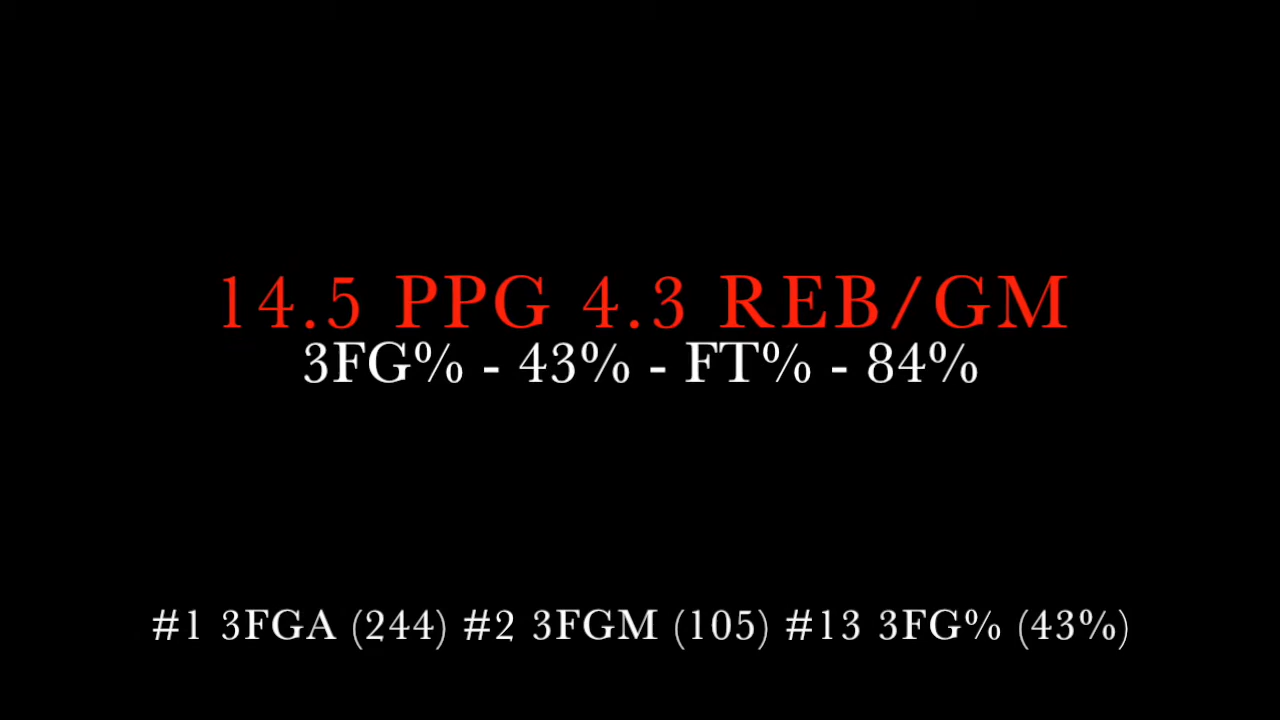 14.5 PPG 4.3 REB/GM
3FG% - 43% - FT% - 84%
#1 3FGA (244) #2 3FGM (105) #13 3FG% (43%)